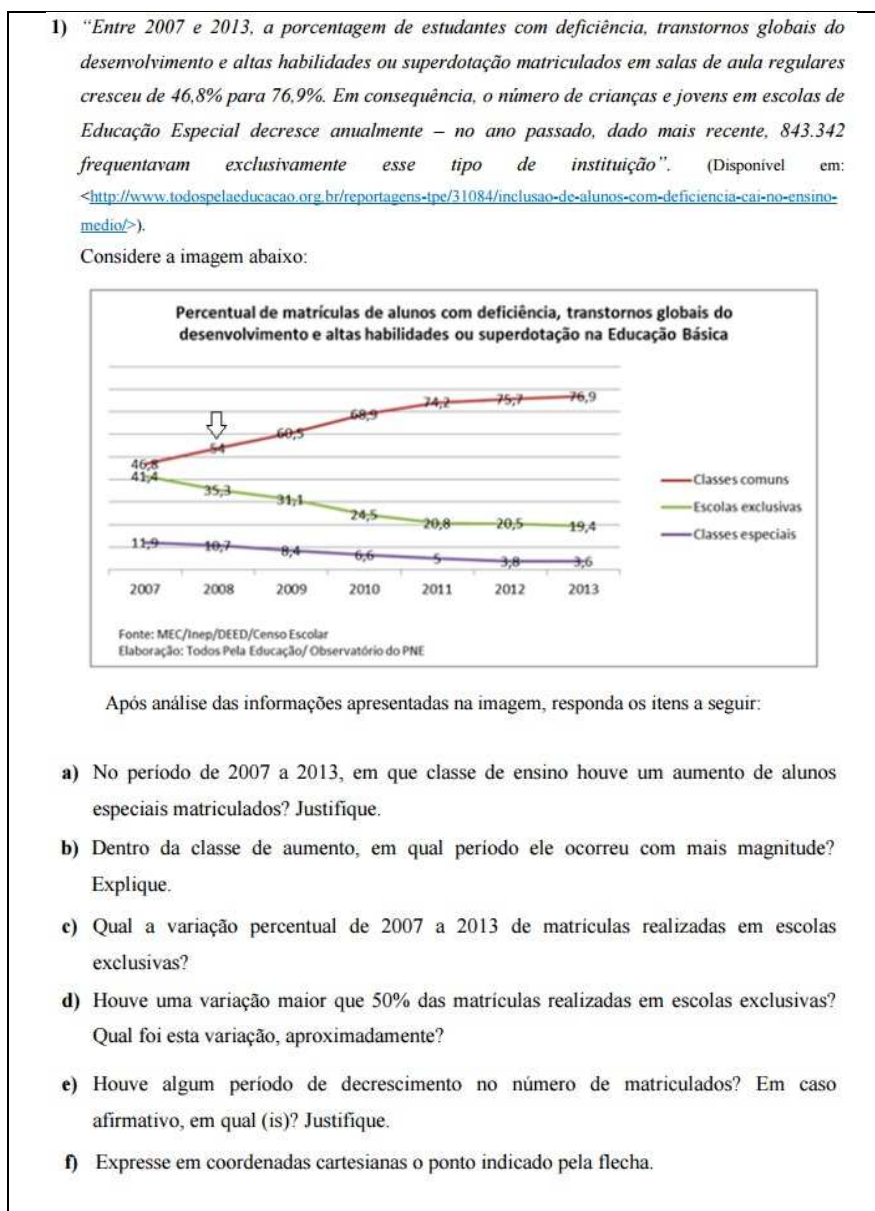 1) “Entre 2007 e 2013, a porcentagem de estudantes com deficiência, transtornos globais do
desenvolvimento e altas habilidades ou superdotação matriculados em salas de aula regulares
cresceu de 46,8% para 76,9%. Em consequência, o número de crianças e jovens em escolas de
Educação Especial decresce anualmente – no ano passado, dado mais recente, 843.342
frequentavam exclusivamente esse tipo de instituição”. (Disponível em:
<http://www.todospelaeducacao.org.br/reportagens-tpe/31084/inclusao-de-alunos-com-deficiencia-cai-no-ensino-
medio/>).
Considere a imagem abaixo:
Percentual de matrículas de alunos com deficiência, transtornos globais do
desenvolvimento e altas habilidades ou superdotação na Educação Básica
46,8 54 60,5 68,9 74,2 75,7 76,9
41,4 35,3 31,1 24,5 20,8 20,5 19,4
11,9 10,7 8,4 6,6 5 3,8 3,6
Classes comuns
Escolas exclusivas
Classes especiais
2007 2008 2009 2010 2011 2012 2013
Fonte: MEC/Inep/DEED/Censo Escolar
Elaboração: Todos Pela Educação/ Observatório do PNE
Após análise das informações apresentadas na imagem, responda os itens a seguir:
a) No período de 2007 a 2013, em que classe de ensino houve um aumento de alunos
especiais matriculados? Justifique.
b) Dentro da classe de aumento, em qual período ele ocorreu com mais magnitude?
Explique.
c) Qual a variação percentual de 2007 a 2013 de matrículas realizadas em escolas
exclusivas?
d) Houve uma variação maior que 50% das matrículas realizadas em escolas exclusivas?
Qual foi esta variação, aproximadamente?
e) Houve algum período de decrescimento no número de matriculados? Em caso
afirmativo, em qual (is)? Justifique.
f) Expresse em coordenadas cartesianas o ponto indicado pela flecha.